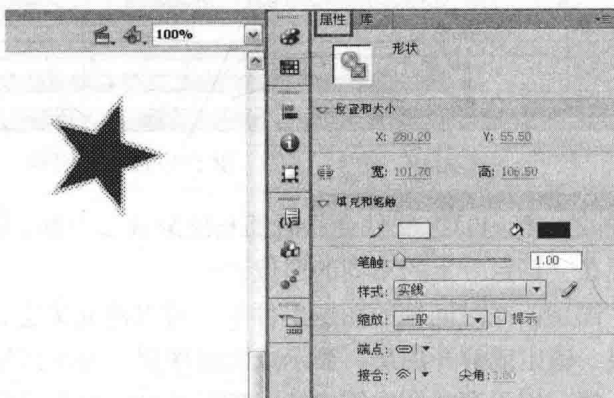 100%
属性 库
形状
位置和大小
X: 280.20 Y: 55.50
宽: 101.70 高: 106.50
填充和笔触
笔触: 1.00
样式: 实线
缩放: 一般 提示
端点:
接合: 尖角: 3.00